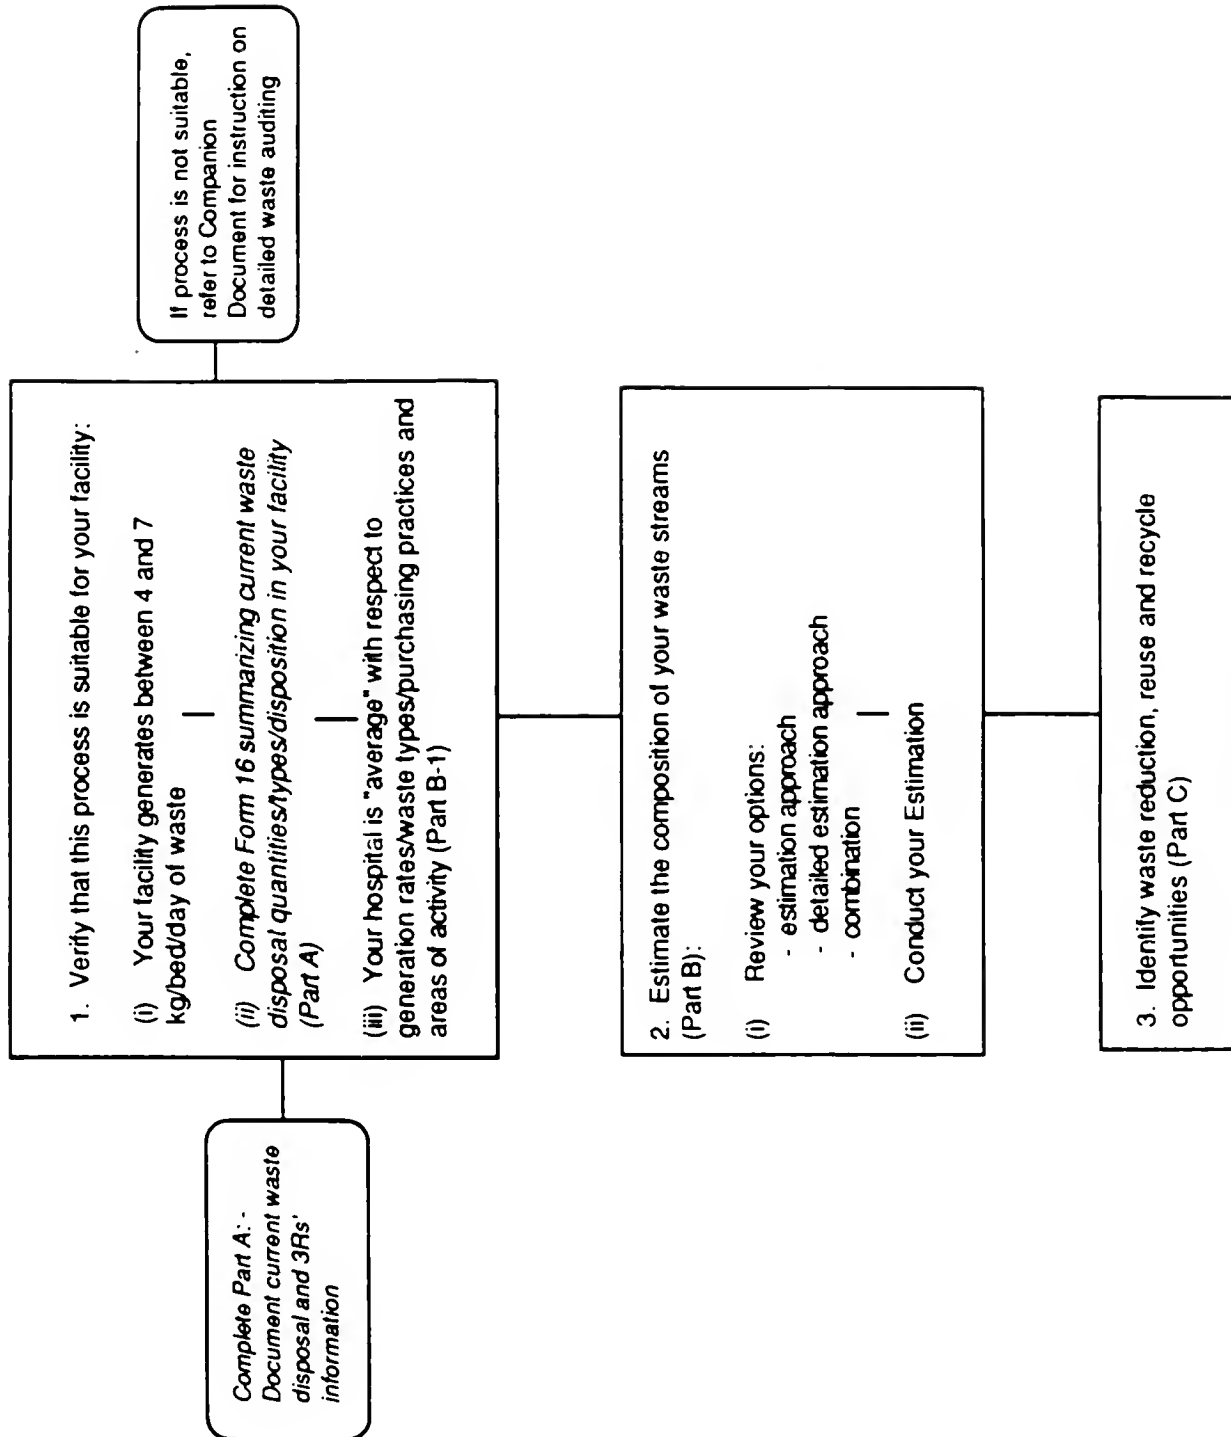 Complete Part A: -
Document current waste
disposal and 3Rs'
information
1. Verify that this process is suitable for your facility:
(i) Your facility generates between 4 and 7
kg/bed/day of waste
(ii) Complete Form 16 summarizing current waste
disposal quantities/types/disposition in your facility
(Part A)
(iii) Your hospital is "average" with respect to
generation rates/waste types/purchasing practices and
areas of activity (Part B-1)
If process is not suitable,
refer to Companion
Document for instruction on
detailed waste auditing
2. Estimate the composition of your waste streams
(Part B):
(i) Review your options:
- estimation approach
- detailed estimation approach
- combination
(ii) Conduct your Estimation
3. Identify waste reduction, reuse and recycle
opportunities (Part C)